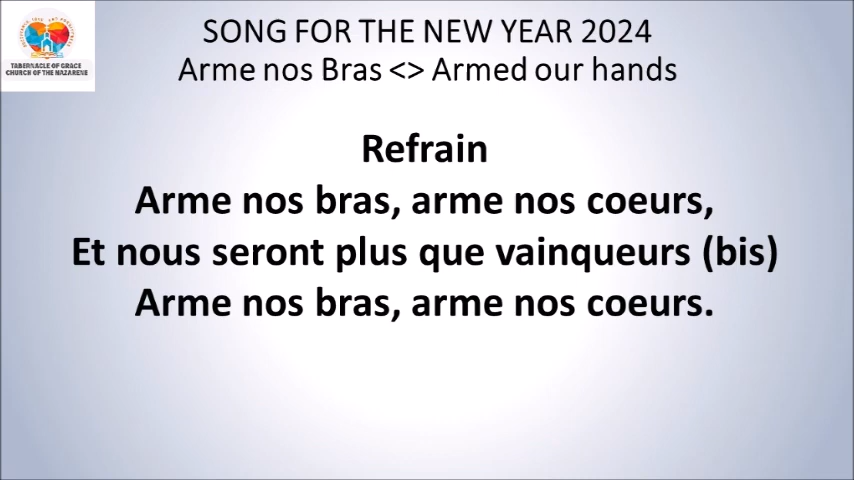 SONG FOR THE NEW YEAR 2024
Arme nos Bras <> Armed our hands
TABERNACLE OF GRACE
CHURCH OF THE NAZARENE
Refrain
Arme nos bras, arme nos coeurs,
Et nous seront plus que vainqueurs (bis)
Arme nos bras, arme nos coeurs.